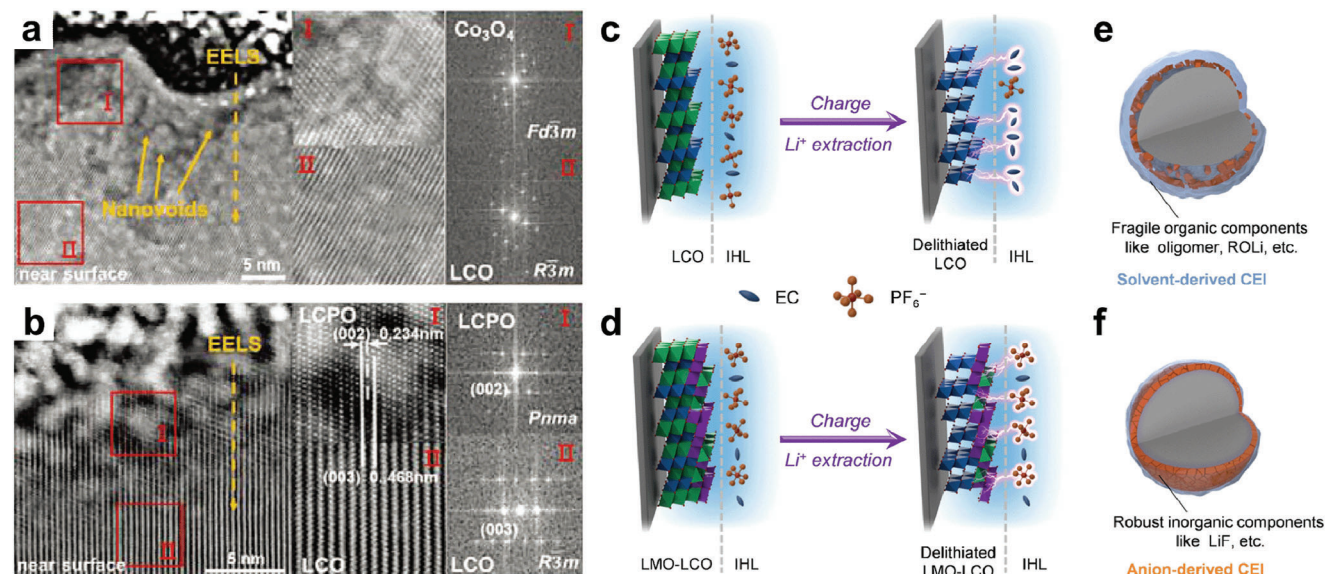 a
EELS
I
Nanovoids
II
near surface
5 nm
I
II
Co₃O₄
I
Fd3̅m
II
LCO
R3̅m
b
EELS
I
II
near surface
5 nm
LCPO
I
(002) 0.234nm
II
(003) 0.468nm
LCO
LCPO
I
(002)
Pnma
II
(003)
LCO
R3m
c
Charge
Li⁺ extraction
LCO
IHL
Delithiated
LCO
IHL
EC
PF₆⁻
d
Charge
Li⁺ extraction
LMO-LCO
IHL
Delithiated
LMO-LCO
IHL
e
Fragile organic components
like oligomer, ROLi, etc.
Solvent-derived CEI
f
Robust inorganic components
like LiF, etc.
Anion-derived CEI